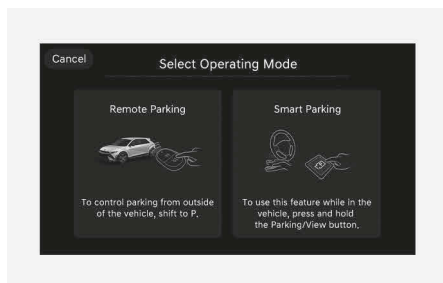 Cancel
Select Operating Mode
Remote Parking
To control parking from outside
of the vehicle, shift to P.
Smart Parking
To use this feature while in the
vehicle, press and hold
the Parking/View button.